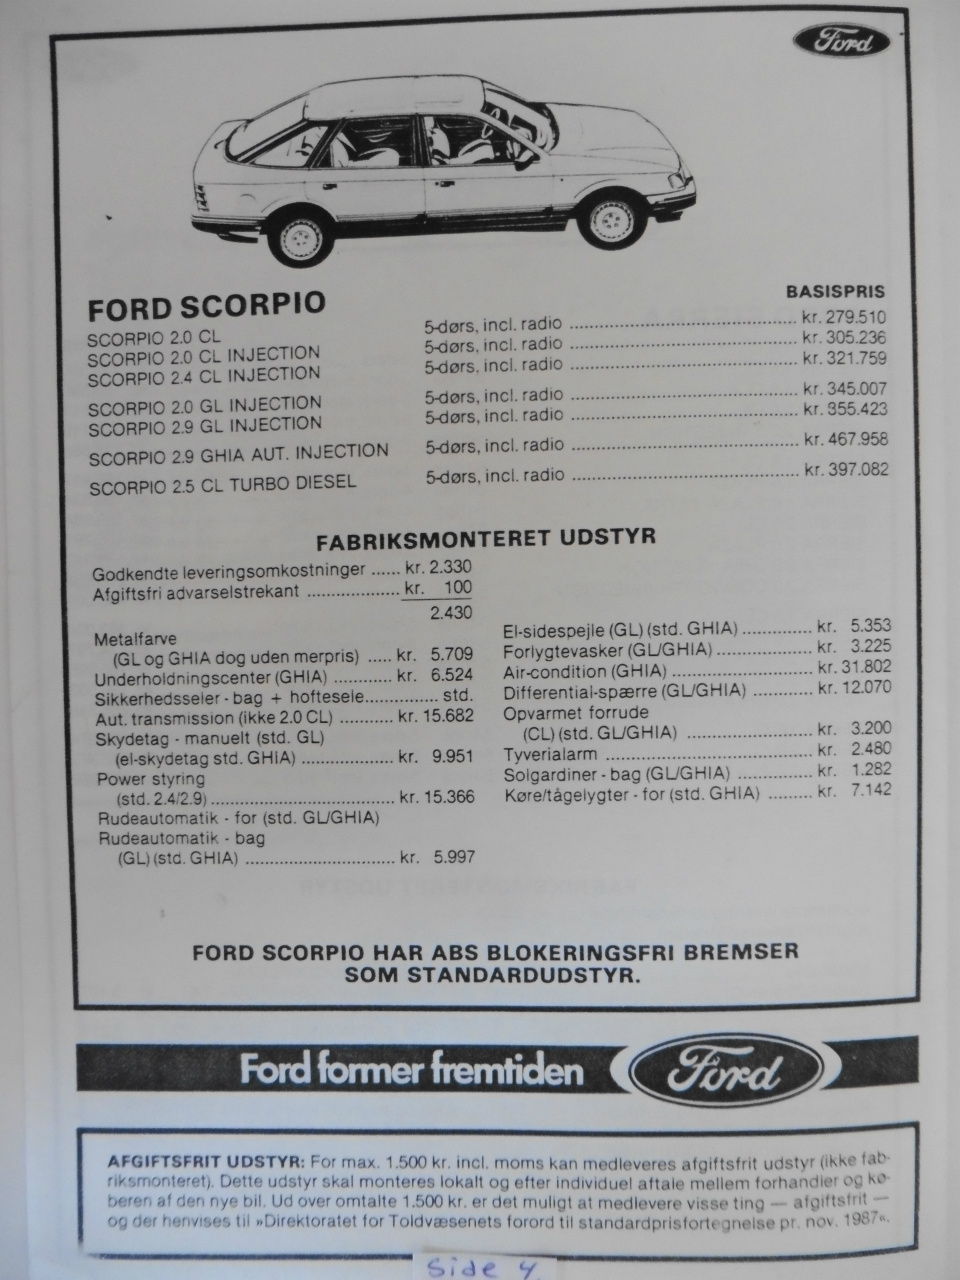 Ford
FORD SCORPIO
BASISPRIS
SCORPIO 2.0 CL 5-dørs, incl. radio ........ kr. 279.510
SCORPIO 2.0 CL INJECTION 5-dørs, incl. radio ........ kr. 305.236
SCORPIO 2.4 CL INJECTION 5-dørs, incl. radio ........ kr. 321.759
SCORPIO 2.0 GL INJECTION 5-dørs, incl. radio ........ kr. 345.007
SCORPIO 2.9 GL INJECTION 5-dørs, incl. radio ........ kr. 355.423
SCORPIO 2.9 GHIA AUT. INJECTION 5-dørs, incl. radio ........ kr. 467.958
SCORPIO 2.5 CL TURBO DIESEL 5-dørs, incl. radio ........ kr. 397.082
FABRIKSMONTERET UDSTYR
Godkendte leveringsomkostninger ...... kr. 2.330
Afgiftsfri advarselstrekant ........ kr. 100
2.430
Metalfarve
(GL og GHIA dog uden merpris) ..... kr. 5.709
Underholdningscenter (GHIA) ........ kr. 6.524
Sikkerhedsseler - bag + hoftesele........ std.
Aut. transmission (ikke 2.0 CL) ........ kr. 15.682
Skydetag - manuelt (std. GL)
(el-skydetag std. GHIA) ........ kr. 9.951
Power styring
(std. 2.4/2.9) ........ kr. 15.366
Rudeautomatik - for (std. GL/GHIA)
Rudeautomatik - bag
(GL) (std. GHIA) ........ kr. 5.997
El-sidespejle (GL) (std. GHIA) ........ kr. 5.353
Forlygtevasker (GL/GHIA) ........ kr. 3.225
Air-condition (GHIA) ........ kr. 31.802
Differential-spærre (GL/GHIA) ........ kr. 12.070
Opvarmet forrude
(CL) (std. GL/GHIA) ........ kr. 3.200
Tyverialarm ........ kr. 2.480
Solgardiner - bag (GL/GHIA) ........ kr. 1.282
Køre/tågelygter - for (std. GHIA) ........ kr. 7.142
FORD SCORPIO HAR ABS BLOKERINGSFRI BREMSER
SOM STANDARDUDSTYR.
Ford former fremtiden Ford
AFGIFTSFRIT UDSTYR: For max. 1.500 kr. incl. moms kan medleveres afgiftsfrit udstyr (ikke fab-
riksmonteret). Dette udstyr skal monteres lokalt og efter individuel aftale mellem forhandler og kø-
beren af den nye bil. Ud over omtalte 1.500 kr. er det muligt at medlevere visse ting — afgiftsfrit —
og der henvises til »Direktoratet for Toldvæsenets forord til standardprisfortegnelse pr. nov. 1987«.
Side 4.